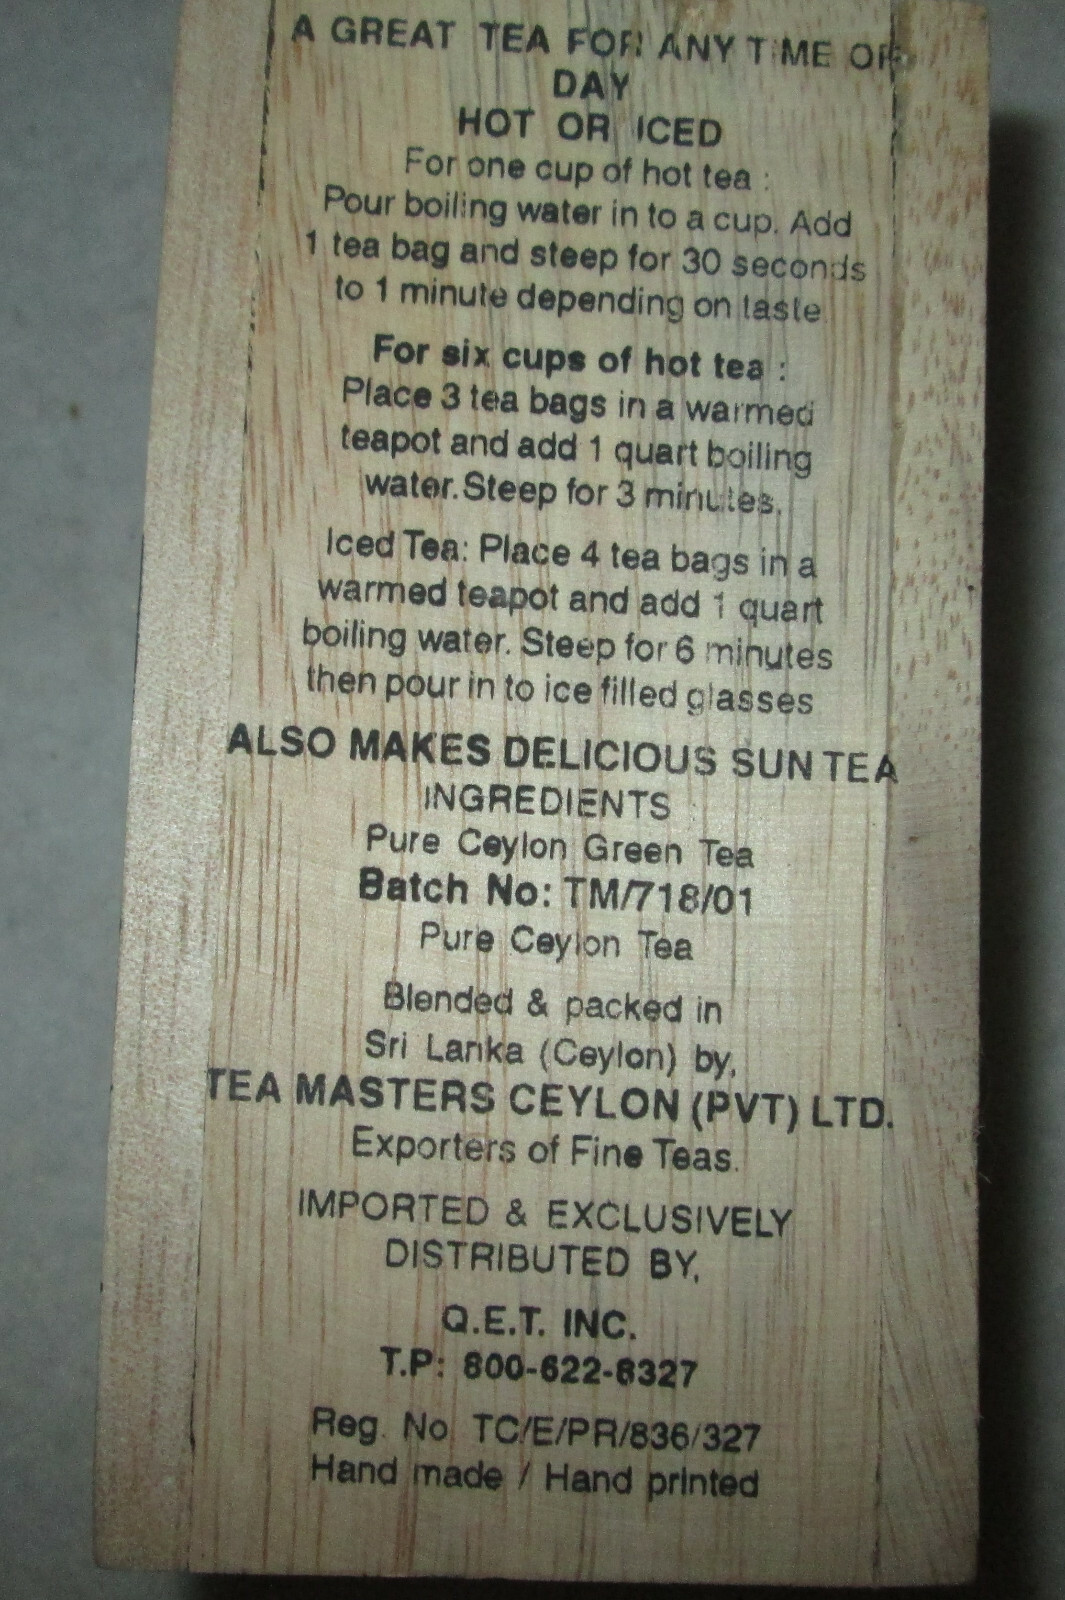 A GREAT TEA FOR ANY TIME OF
DAY
HOT OR ICED
For one cup of hot tea :
Pour boiling water in to a cup. Add
1 tea bag and steep for 30 seconds
to 1 minute depending on taste
For six cups of hot tea :
Place 3 tea bags in a warmed
teapot and add 1 quart boiling
water. Steep for 3 minutes.
Iced Tea: Place 4 tea bags in a
warmed teapot and add 1 quart
boiling water. Steep for 6 minutes
then pour in to ice filled glasses
ALSO MAKES DELICIOUS SUN TEA
INGREDIENTS
Pure Ceylon Green Tea
Batch No: TM/718/01
Pure Ceylon Tea
Blended & packed in
Sri Lanka (Ceylon) by,
TEA MASTERS CEYLON (PVT) LTD.
Exporters of Fine Teas.
IMPORTED & EXCLUSIVELY
DISTRIBUTED BY,
Q.E.T. INC.
T.P: 800-622-8327
Reg. No TC/E/PR/836/327
Hand made / Hand printed